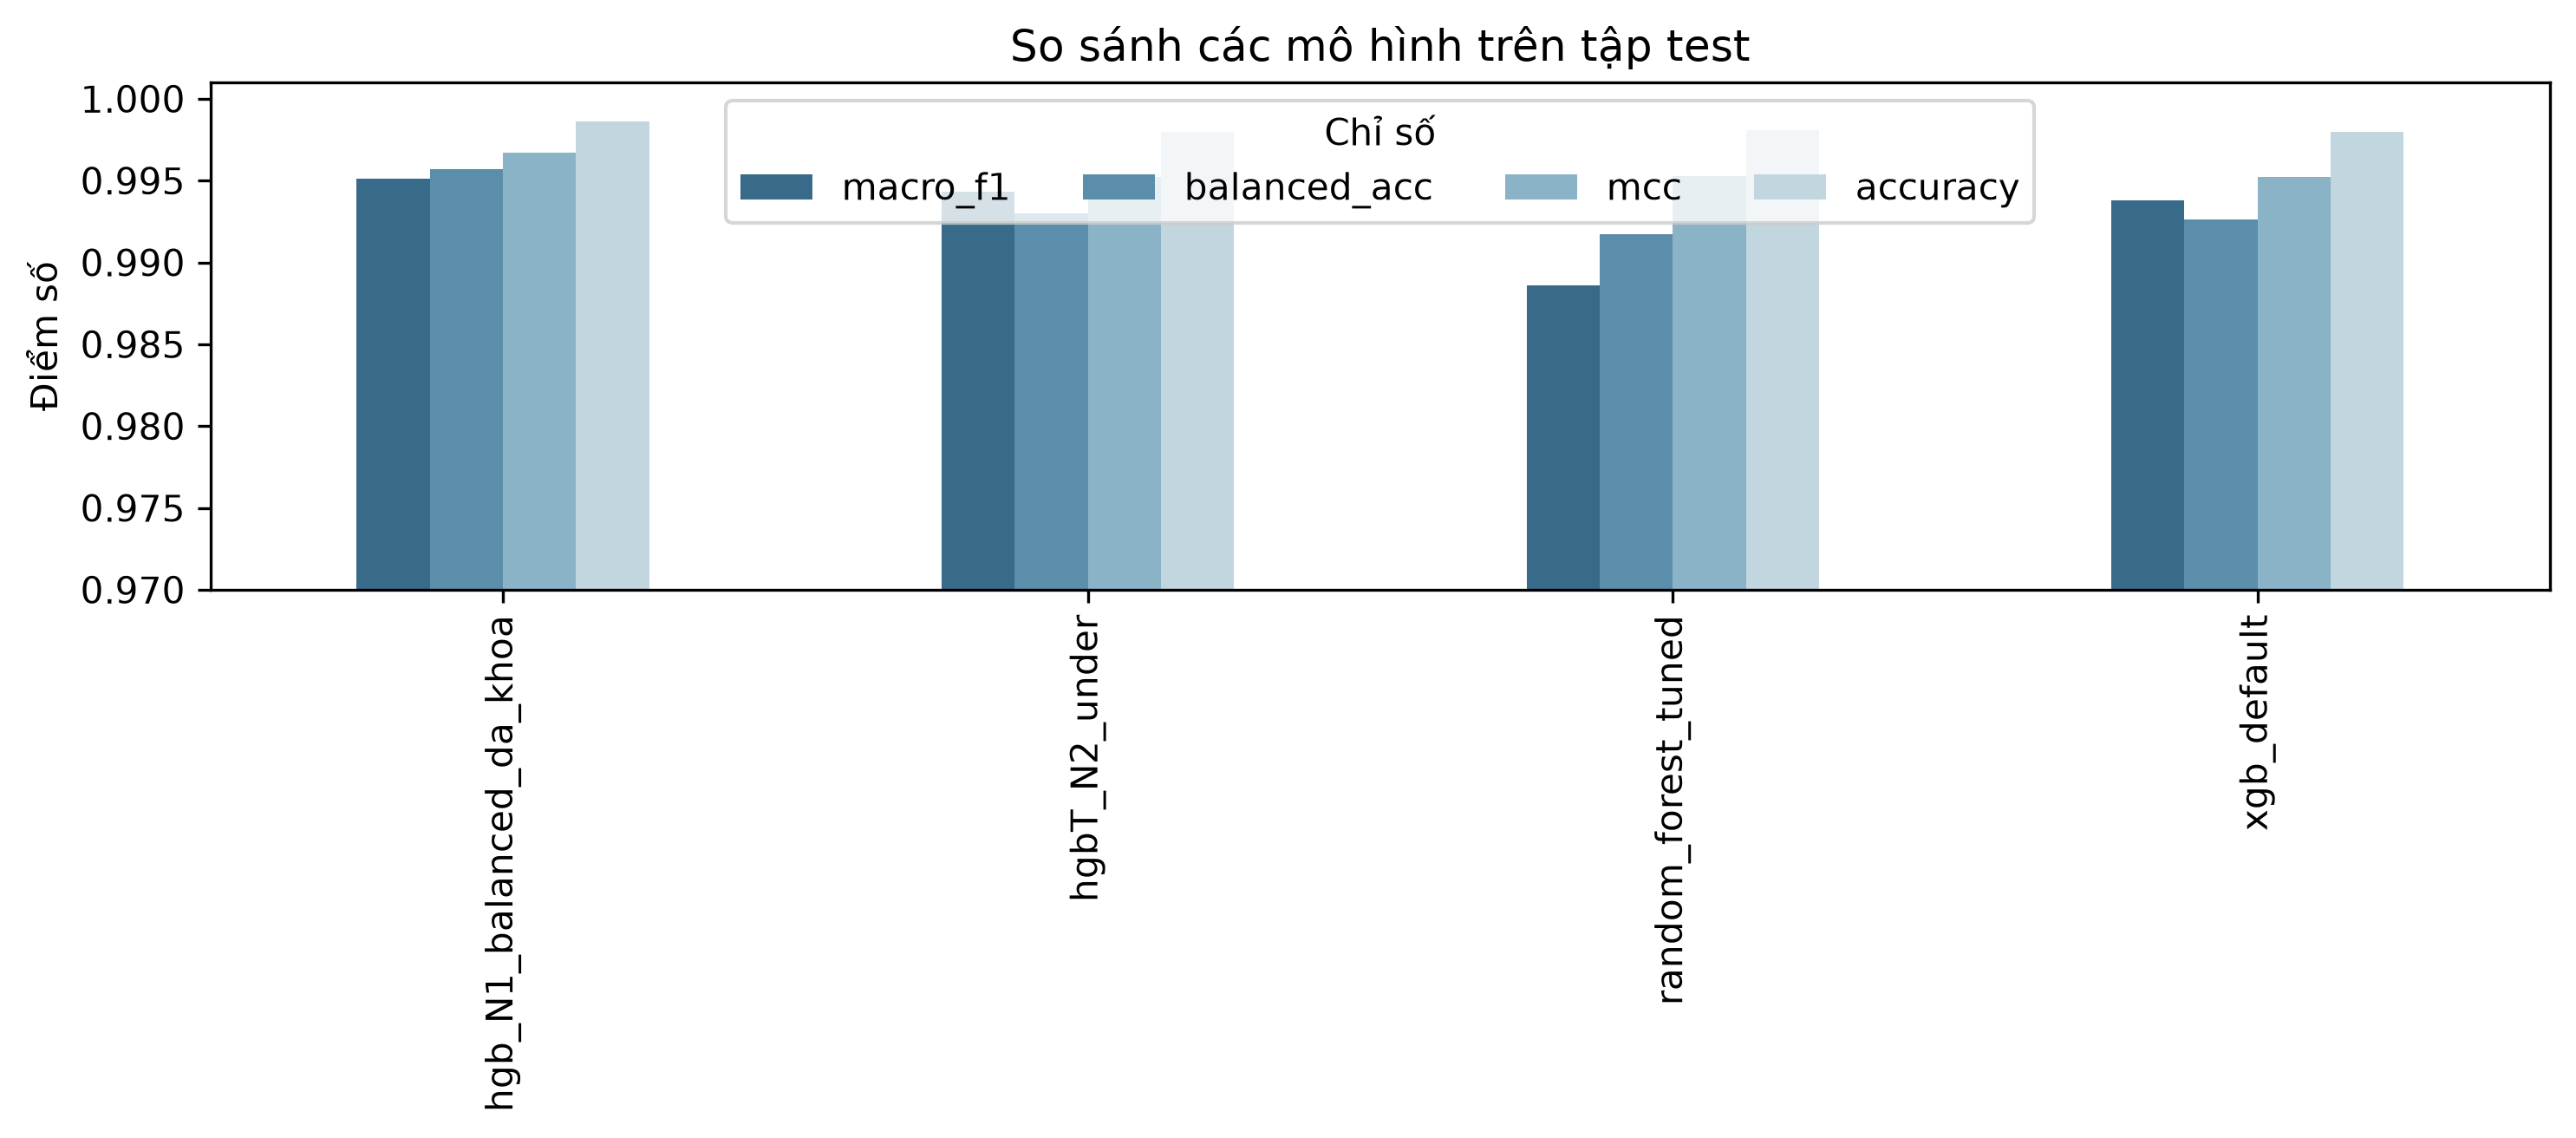 So sánh các mô hình trên tập test
Điểm số
1.000
0.995
0.990
0.985
0.980
0.975
0.970
Chỉ số
macro_f1 balanced_acc mcc accuracy
hgb_N1_balanced_da_khoa
hgbT_N2_under
random_forest_tuned
xgb_default